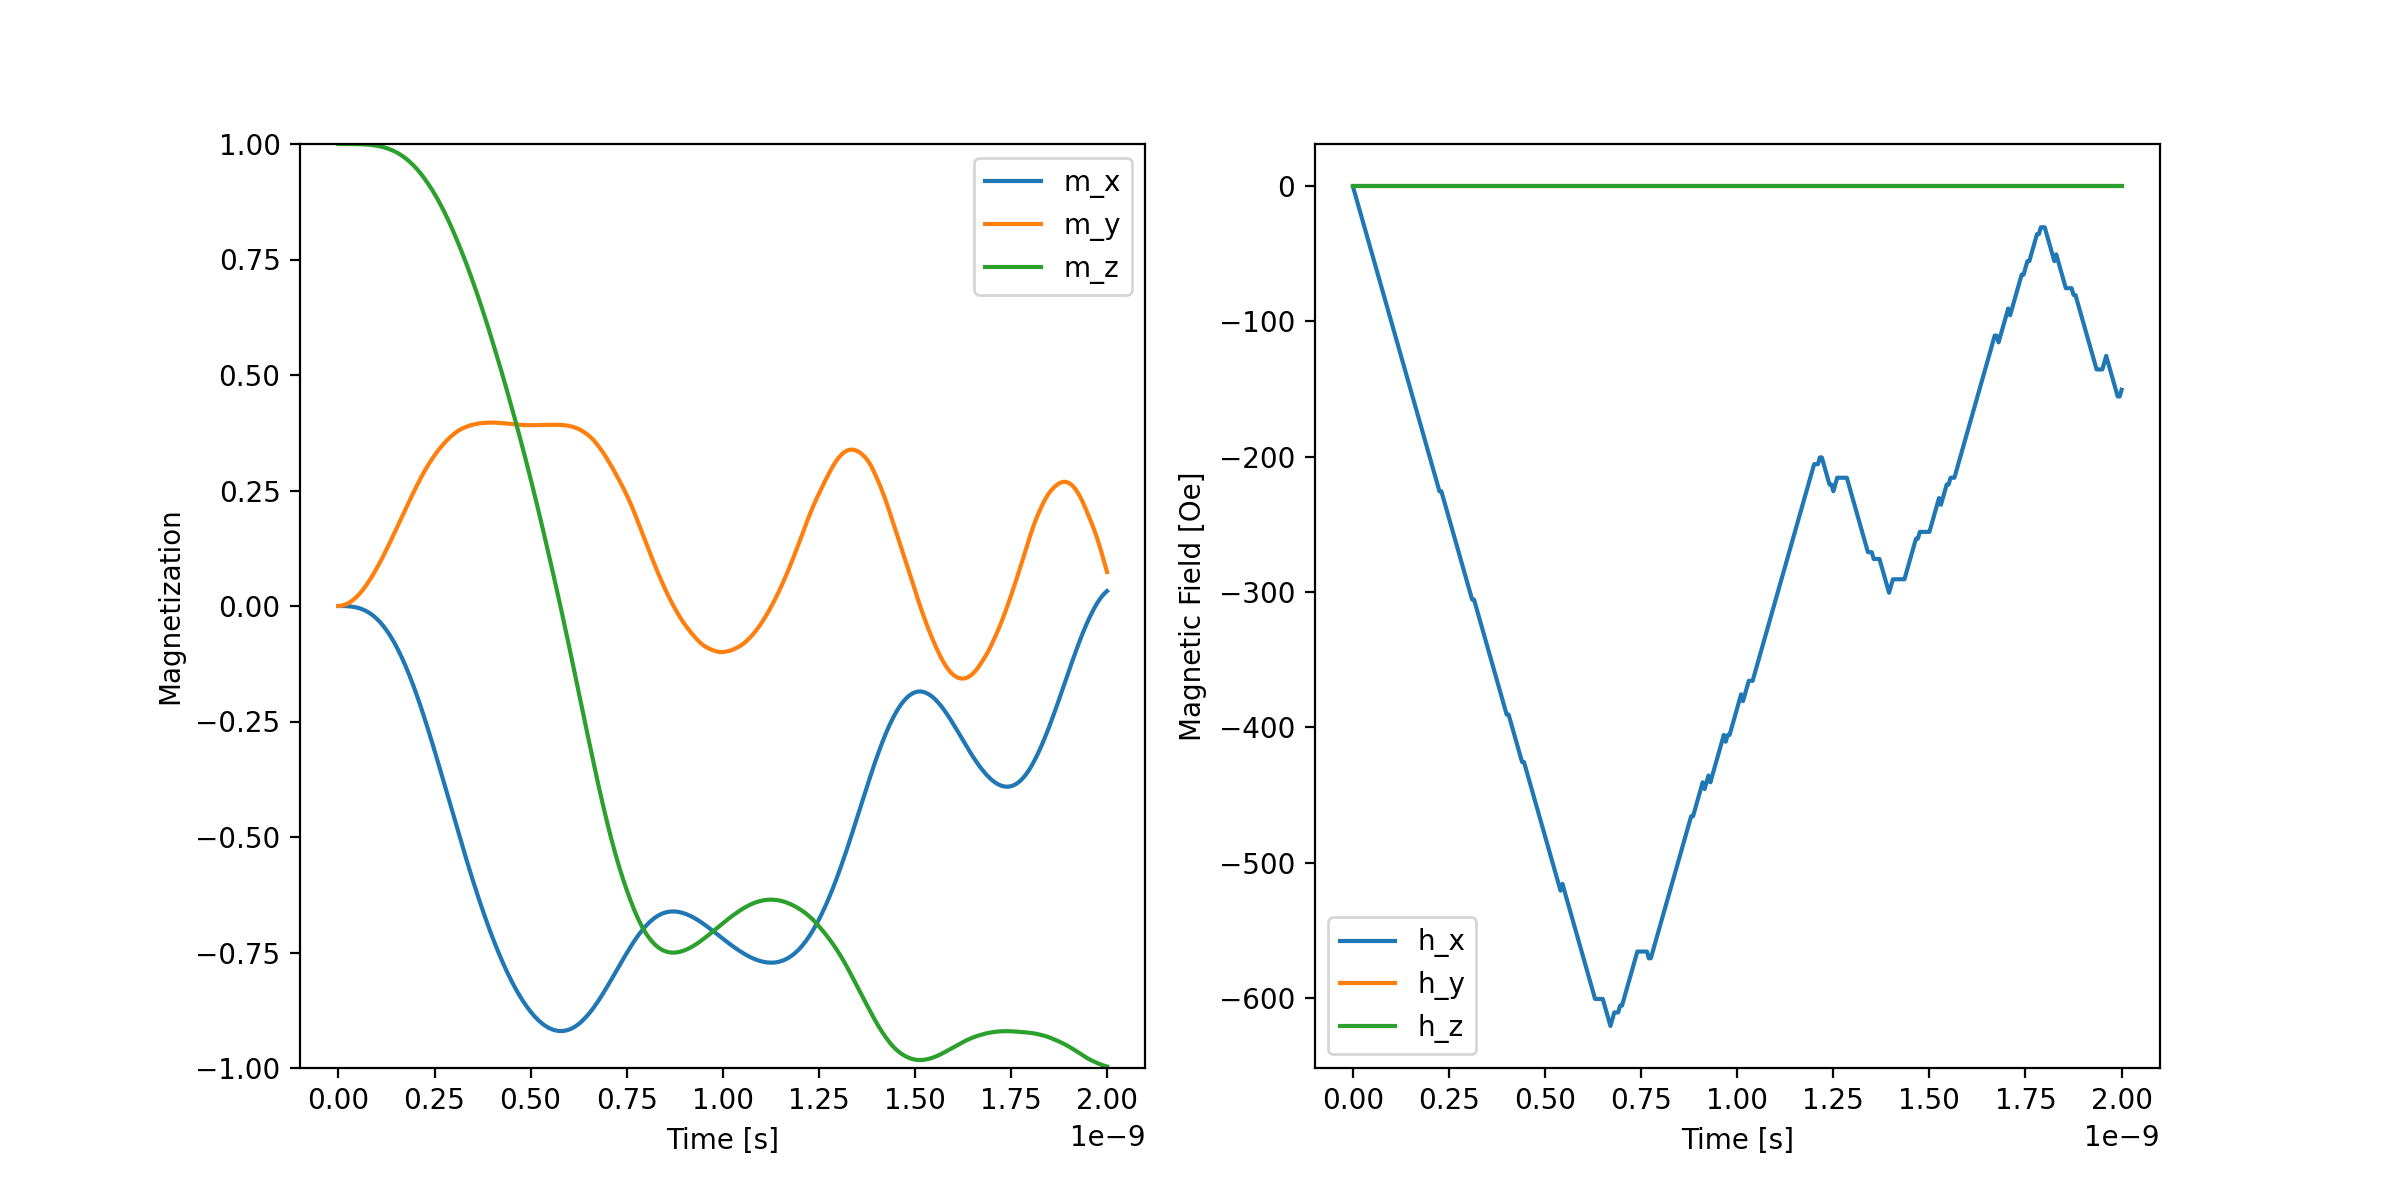 1.00
0.75
0.50
0.25
0.00
−0.25
−0.50
−0.75
−1.00
Magnetization
m_x
m_y
m_z
0.00 0.25 0.50 0.75 1.00 1.25 1.50 1.75 2.00
Time [s]
1e−9
0
−100
−200
−300
−400
−500
−600
Magnetic Field [Oe]
h_x
h_y
h_z
0.00 0.25 0.50 0.75 1.00 1.25 1.50 1.75 2.00
Time [s]
1e−9